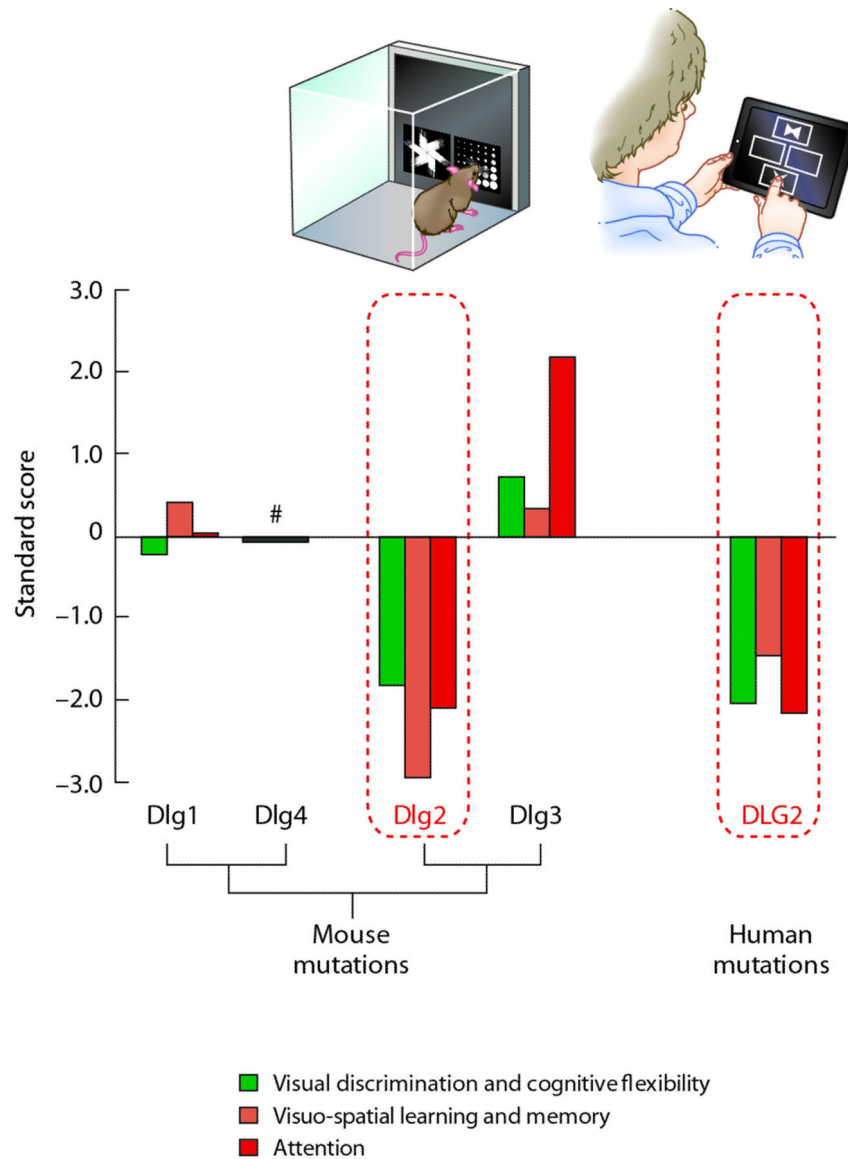 3.0
2.0
1.0
0
−1.0
−2.0
−3.0
Standard score
#
Dlg1 Dlg4 Dlg2 Dlg3 DLG2
Mouse
mutations
Human
mutations
Visual discrimination and cognitive flexibility
Visuo-spatial learning and memory
Attention